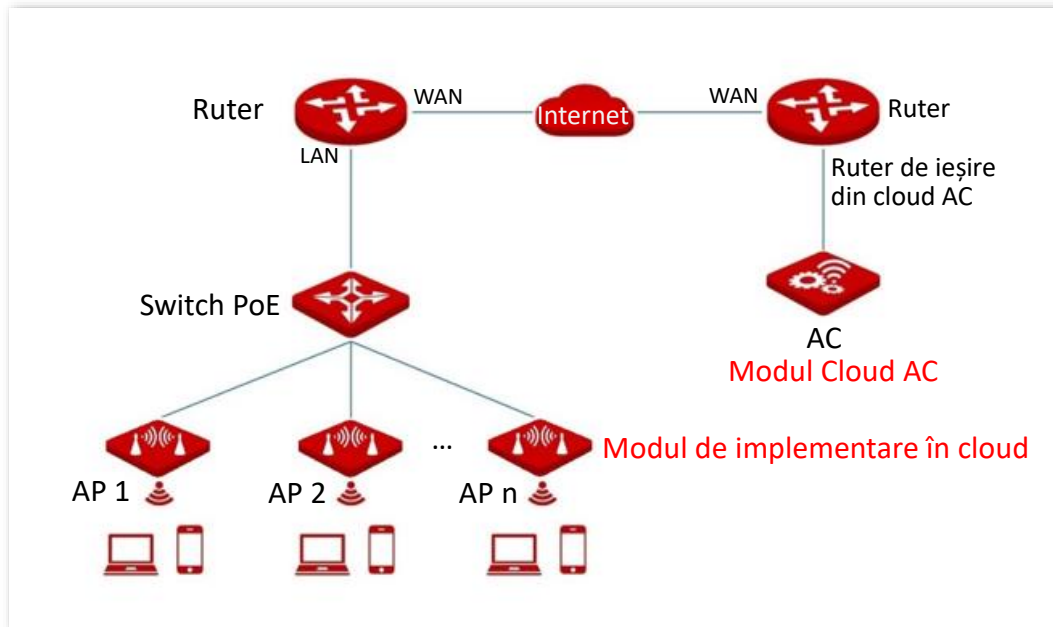 Ruter
WAN
Internet
WAN
Ruter
LAN
Ruter de ieșire
din cloud AC
Switch PoE
AC
Modul Cloud AC
...
Modul de implementare în cloud
AP 1
AP 2
AP n